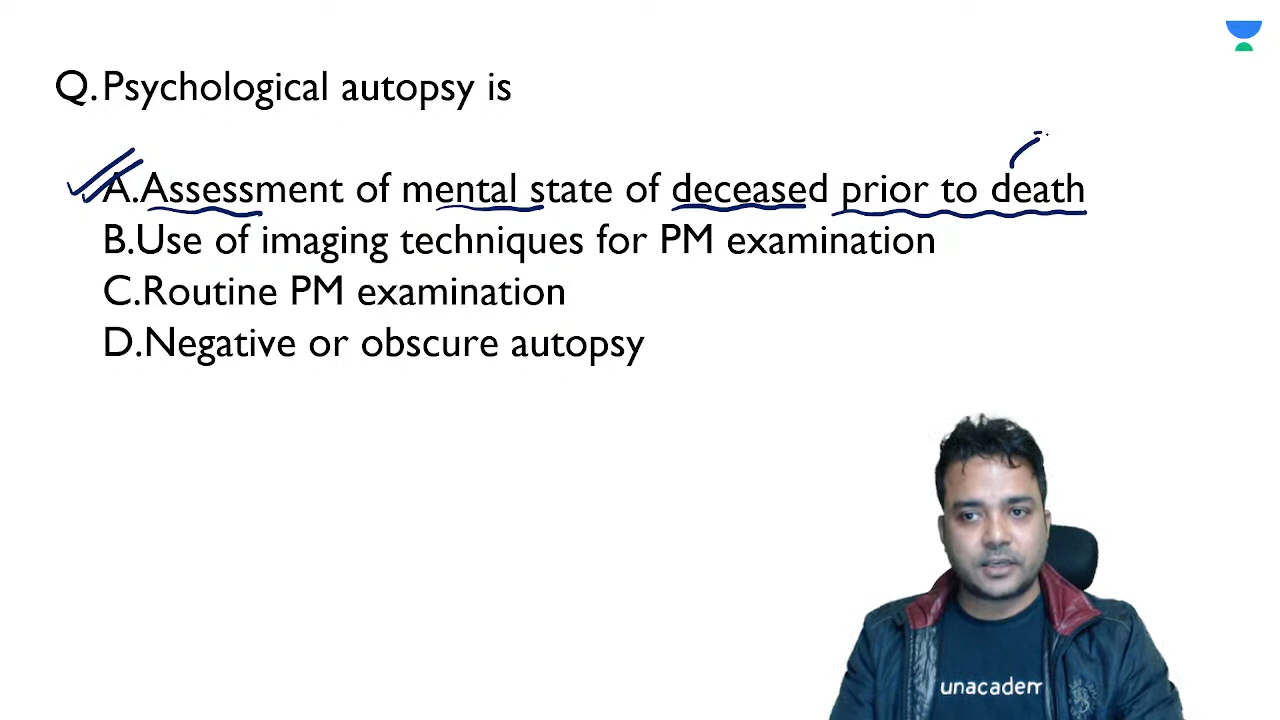 Q. Psychological autopsy is
A. Assessment of mental state of deceased prior to death
B. Use of imaging techniques for PM examination
C. Routine PM examination
D. Negative or obscure autopsy
unacadem